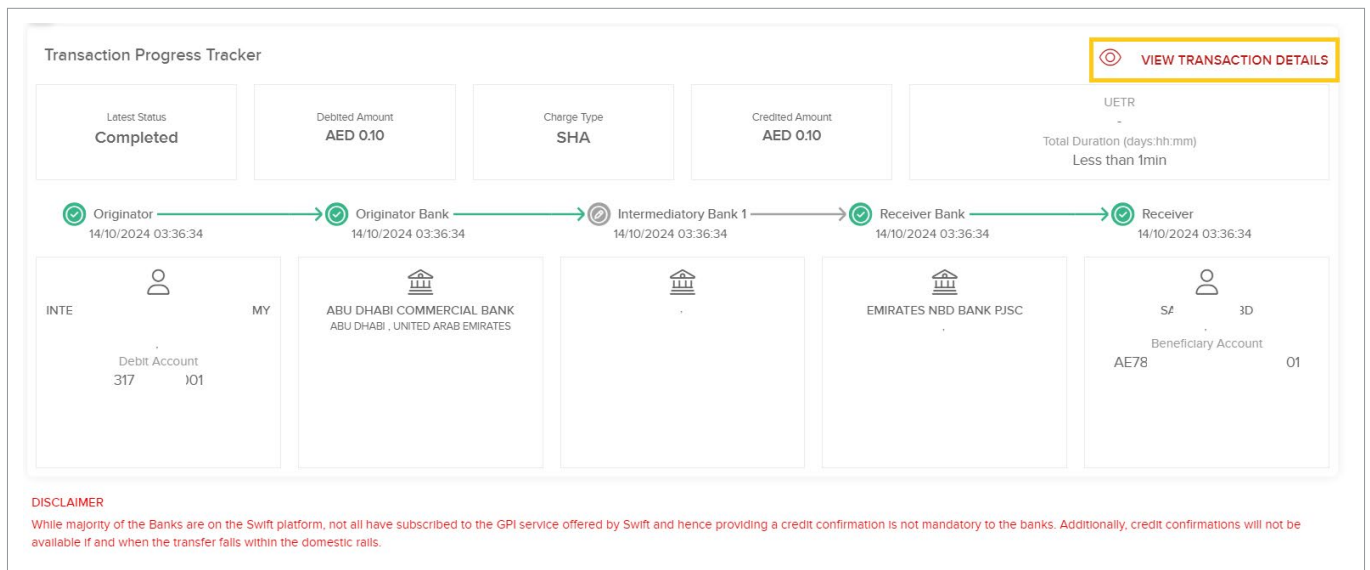 Transaction Progress Tracker
VIEW TRANSACTION DETAILS
Latest Status
Completed
Debited Amount
AED 0.10
Charge Type
SHA
Credited Amount
AED 0.10
UETR
-
Total Duration (days:hh:mm)
Less than 1min
Originator
14/10/2024 03:36:34
Originator Bank
14/10/2024 03:36:34
Intermediatory Bank 1
14/10/2024 03:36:34
Receiver Bank
14/10/2024 03:36:34
Receiver
14/10/2024 03:36:34
INTE MY
,
Debit Account
317 001
ABU DHABI COMMERCIAL BANK
ABU DHABI , UNITED ARAB EMIRATES
,
EMIRATES NBD BANK PJSC
,
SA BD
,
Beneficiary Account
AE78 01
DISCLAIMER
While majority of the Banks are on the Swift platform, not all have subscribed to the GPI service offered by Swift and hence providing a credit confirmation is not mandatory to the banks. Additionally, credit confirmations will not be
available if and when the transfer falls within the domestic rails.